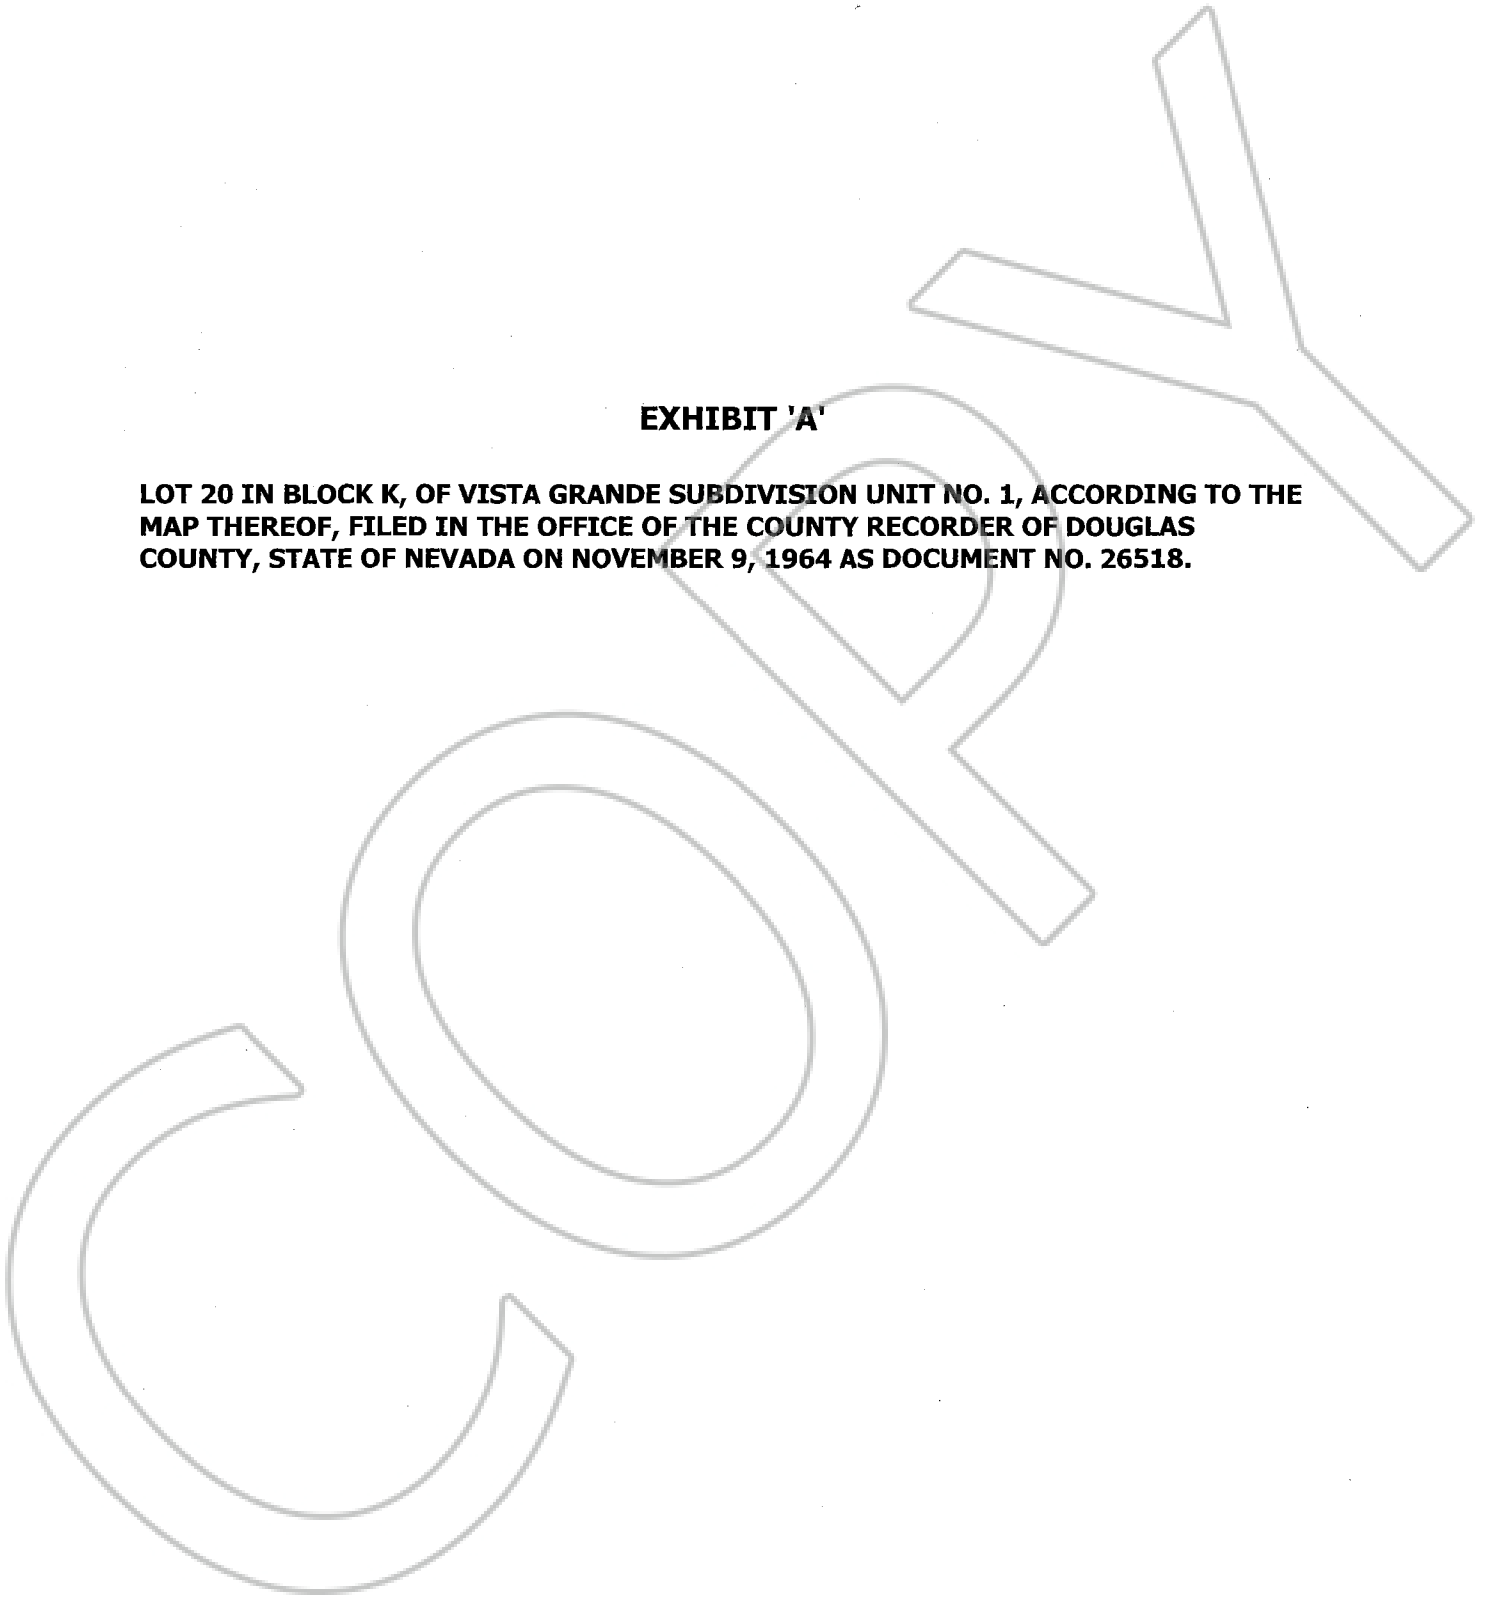 EXHIBIT 'A'
LOT 20 IN BLOCK K, OF VISTA GRANDE SUBDIVISION UNIT NO. 1, ACCORDING TO THE
MAP THEREOF, FILED IN THE OFFICE OF THE COUNTY RECORDER OF DOUGLAS
COUNTY, STATE OF NEVADA ON NOVEMBER 9, 1964 AS DOCUMENT NO. 26518.
COPY